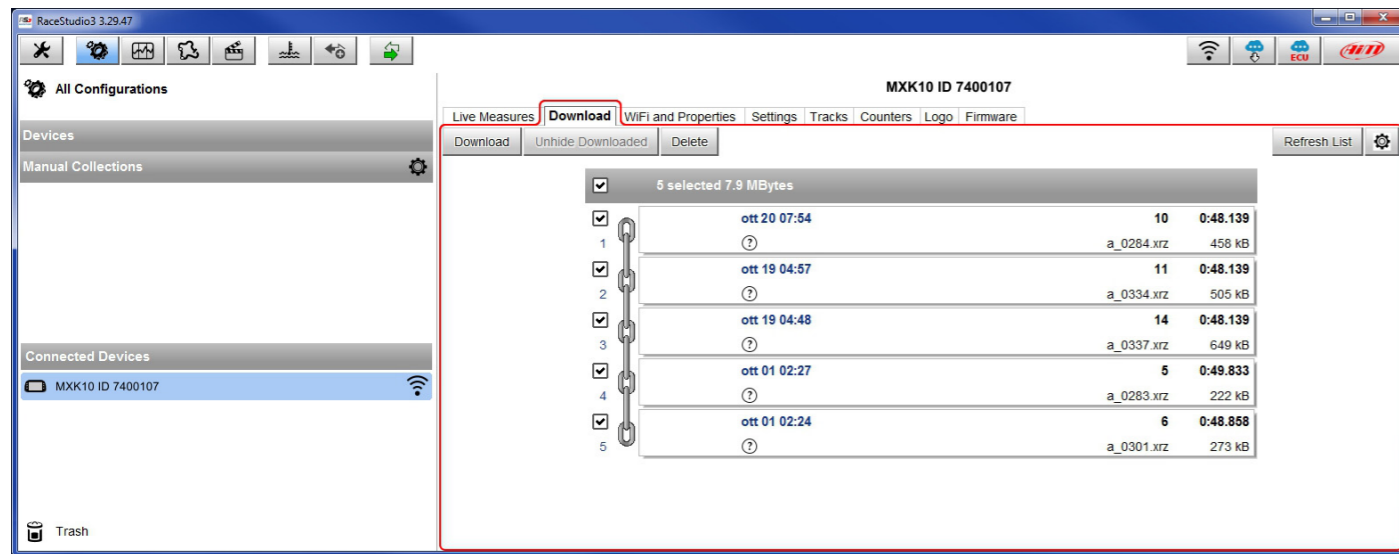 RaceStudio3 3.29.47
ECU
AiM
All Configurations
MXK10 ID 7400107
Live Measures Download WiFi and Properties Settings Tracks Counters Logo Firmware
Devices
Download Unhide Downloaded Delete Refresh List
Manual Collections
5 selected 7.9 MBytes
ott 20 07:54 10 0:48.139
1 ? a_0284.xrz 458 kB
ott 19 04:57 11 0:48.139
2 ? a_0334.xrz 505 kB
ott 19 04:48 14 0:48.139
3 ? a_0337.xrz 649 kB
ott 01 02:27 5 0:49.833
4 ? a_0283.xrz 222 kB
ott 01 02:24 6 0:48.858
5 ? a_0301.xrz 273 kB
Connected Devices
MXK10 ID 7400107
Trash